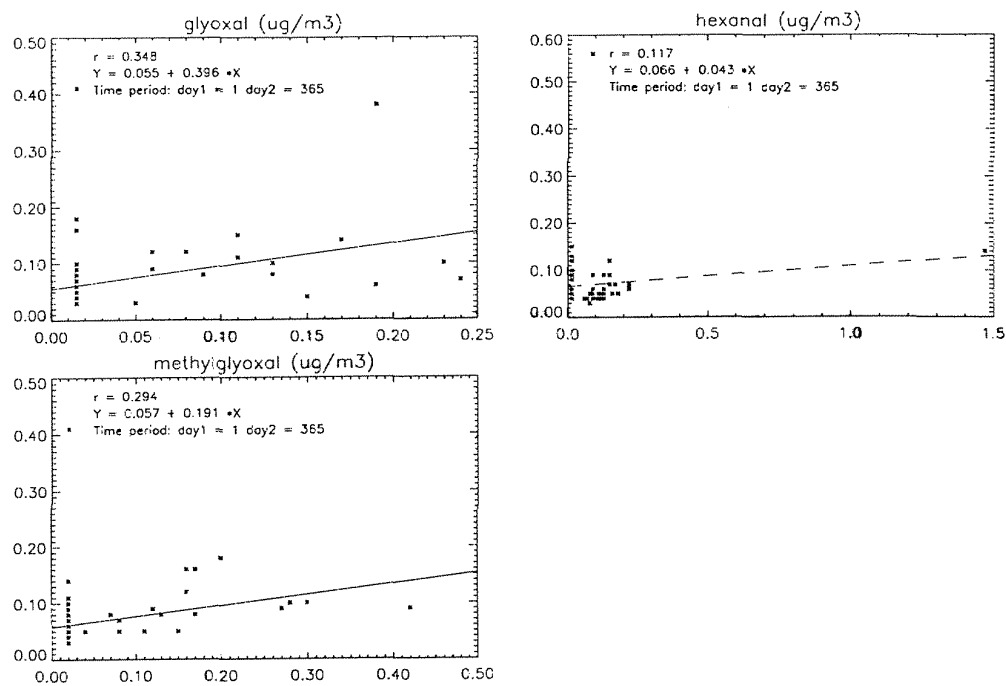 glyoxal (ug/m3)
0.50
0.40
0.30
0.20
0.10
0.00
r = 0.348
Y = 0.055 + 0.396 *X
Time period: day1 = 1 day2 = 365
0.00 0.05 0.10 0.15 0.20 0.25
hexanal (ug/m3)
0.60
0.50
0.40
0.30
0.20
0.10
0.00
r = 0.117
Y = 0.066 + 0.043 *X
Time period: day1 = 1 day2 = 365
0.0 0.5 1.0 1.5
methylglyoxal (ug/m3)
0.50
0.40
0.30
0.20
0.10
0.00
r = 0.294
Y = 0.057 + 0.191 *X
Time period: day1 = 1 day2 = 365
0.00 0.10 0.20 0.30 0.40 0.50